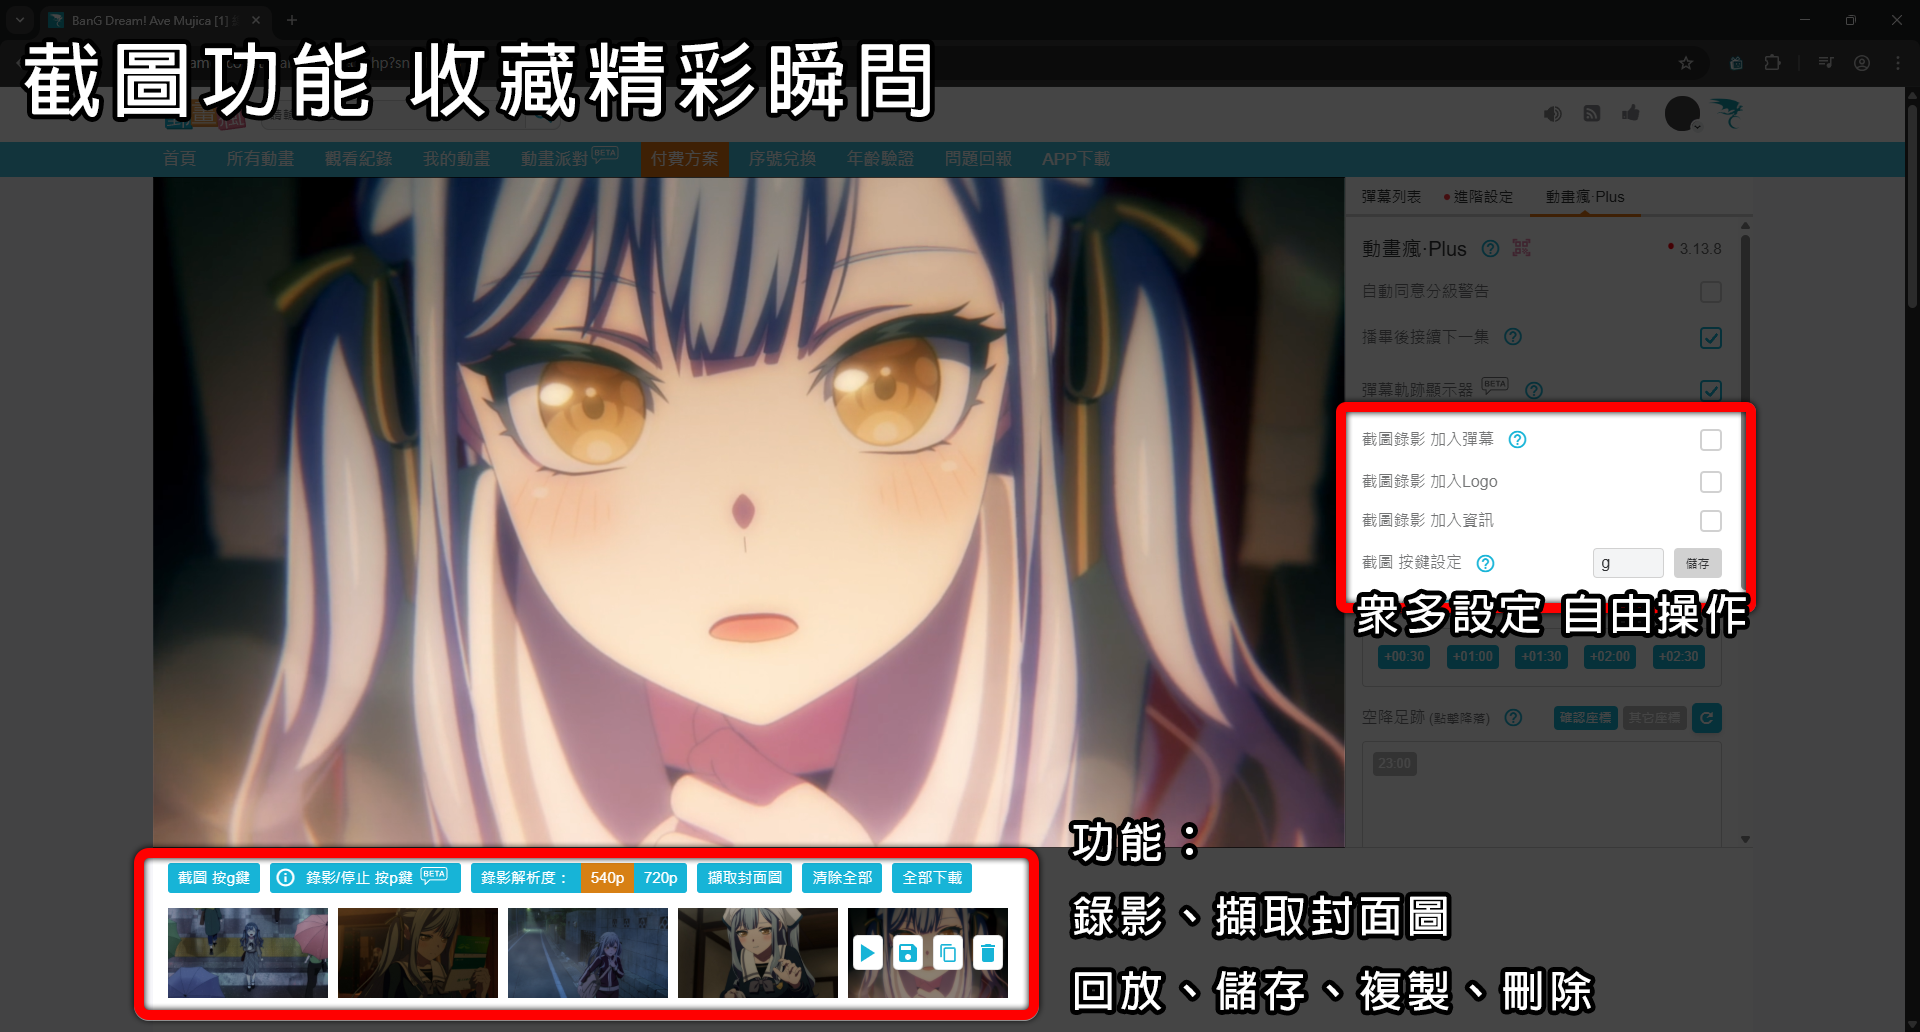 BanG Dream! Ave Mujica [1]
截圖功能 收藏精彩瞬間
首頁 所有動畫 觀看紀錄 我的動畫 動畫派對 BETA 付費方案 序號兌換 年齡驗證 問題回報 APP下載
彈幕列表 進階設定 動畫瘋·Plus
動畫瘋·Plus 3.13.8
自動同意分級警告
播畢後接續下一集
彈幕軌跡顯示器 BETA
截圖錄影 加入彈幕
截圖錄影 加入Logo
截圖錄影 加入資訊
截圖 按鍵設定 g 儲存
眾多設定 自由操作
+00:30 +01:00 +01:30 +02:00 +02:30
空降足跡 (點擊降落) 確認座標 其它座標
23:00
截圖 按g鍵 錄影/停止 按p鍵 BETA 錄影解析度： 540p 720p 擷取封面圖 清除全部 全部下載
功能：
錄影、擷取封面圖
回放、儲存、複製、刪除